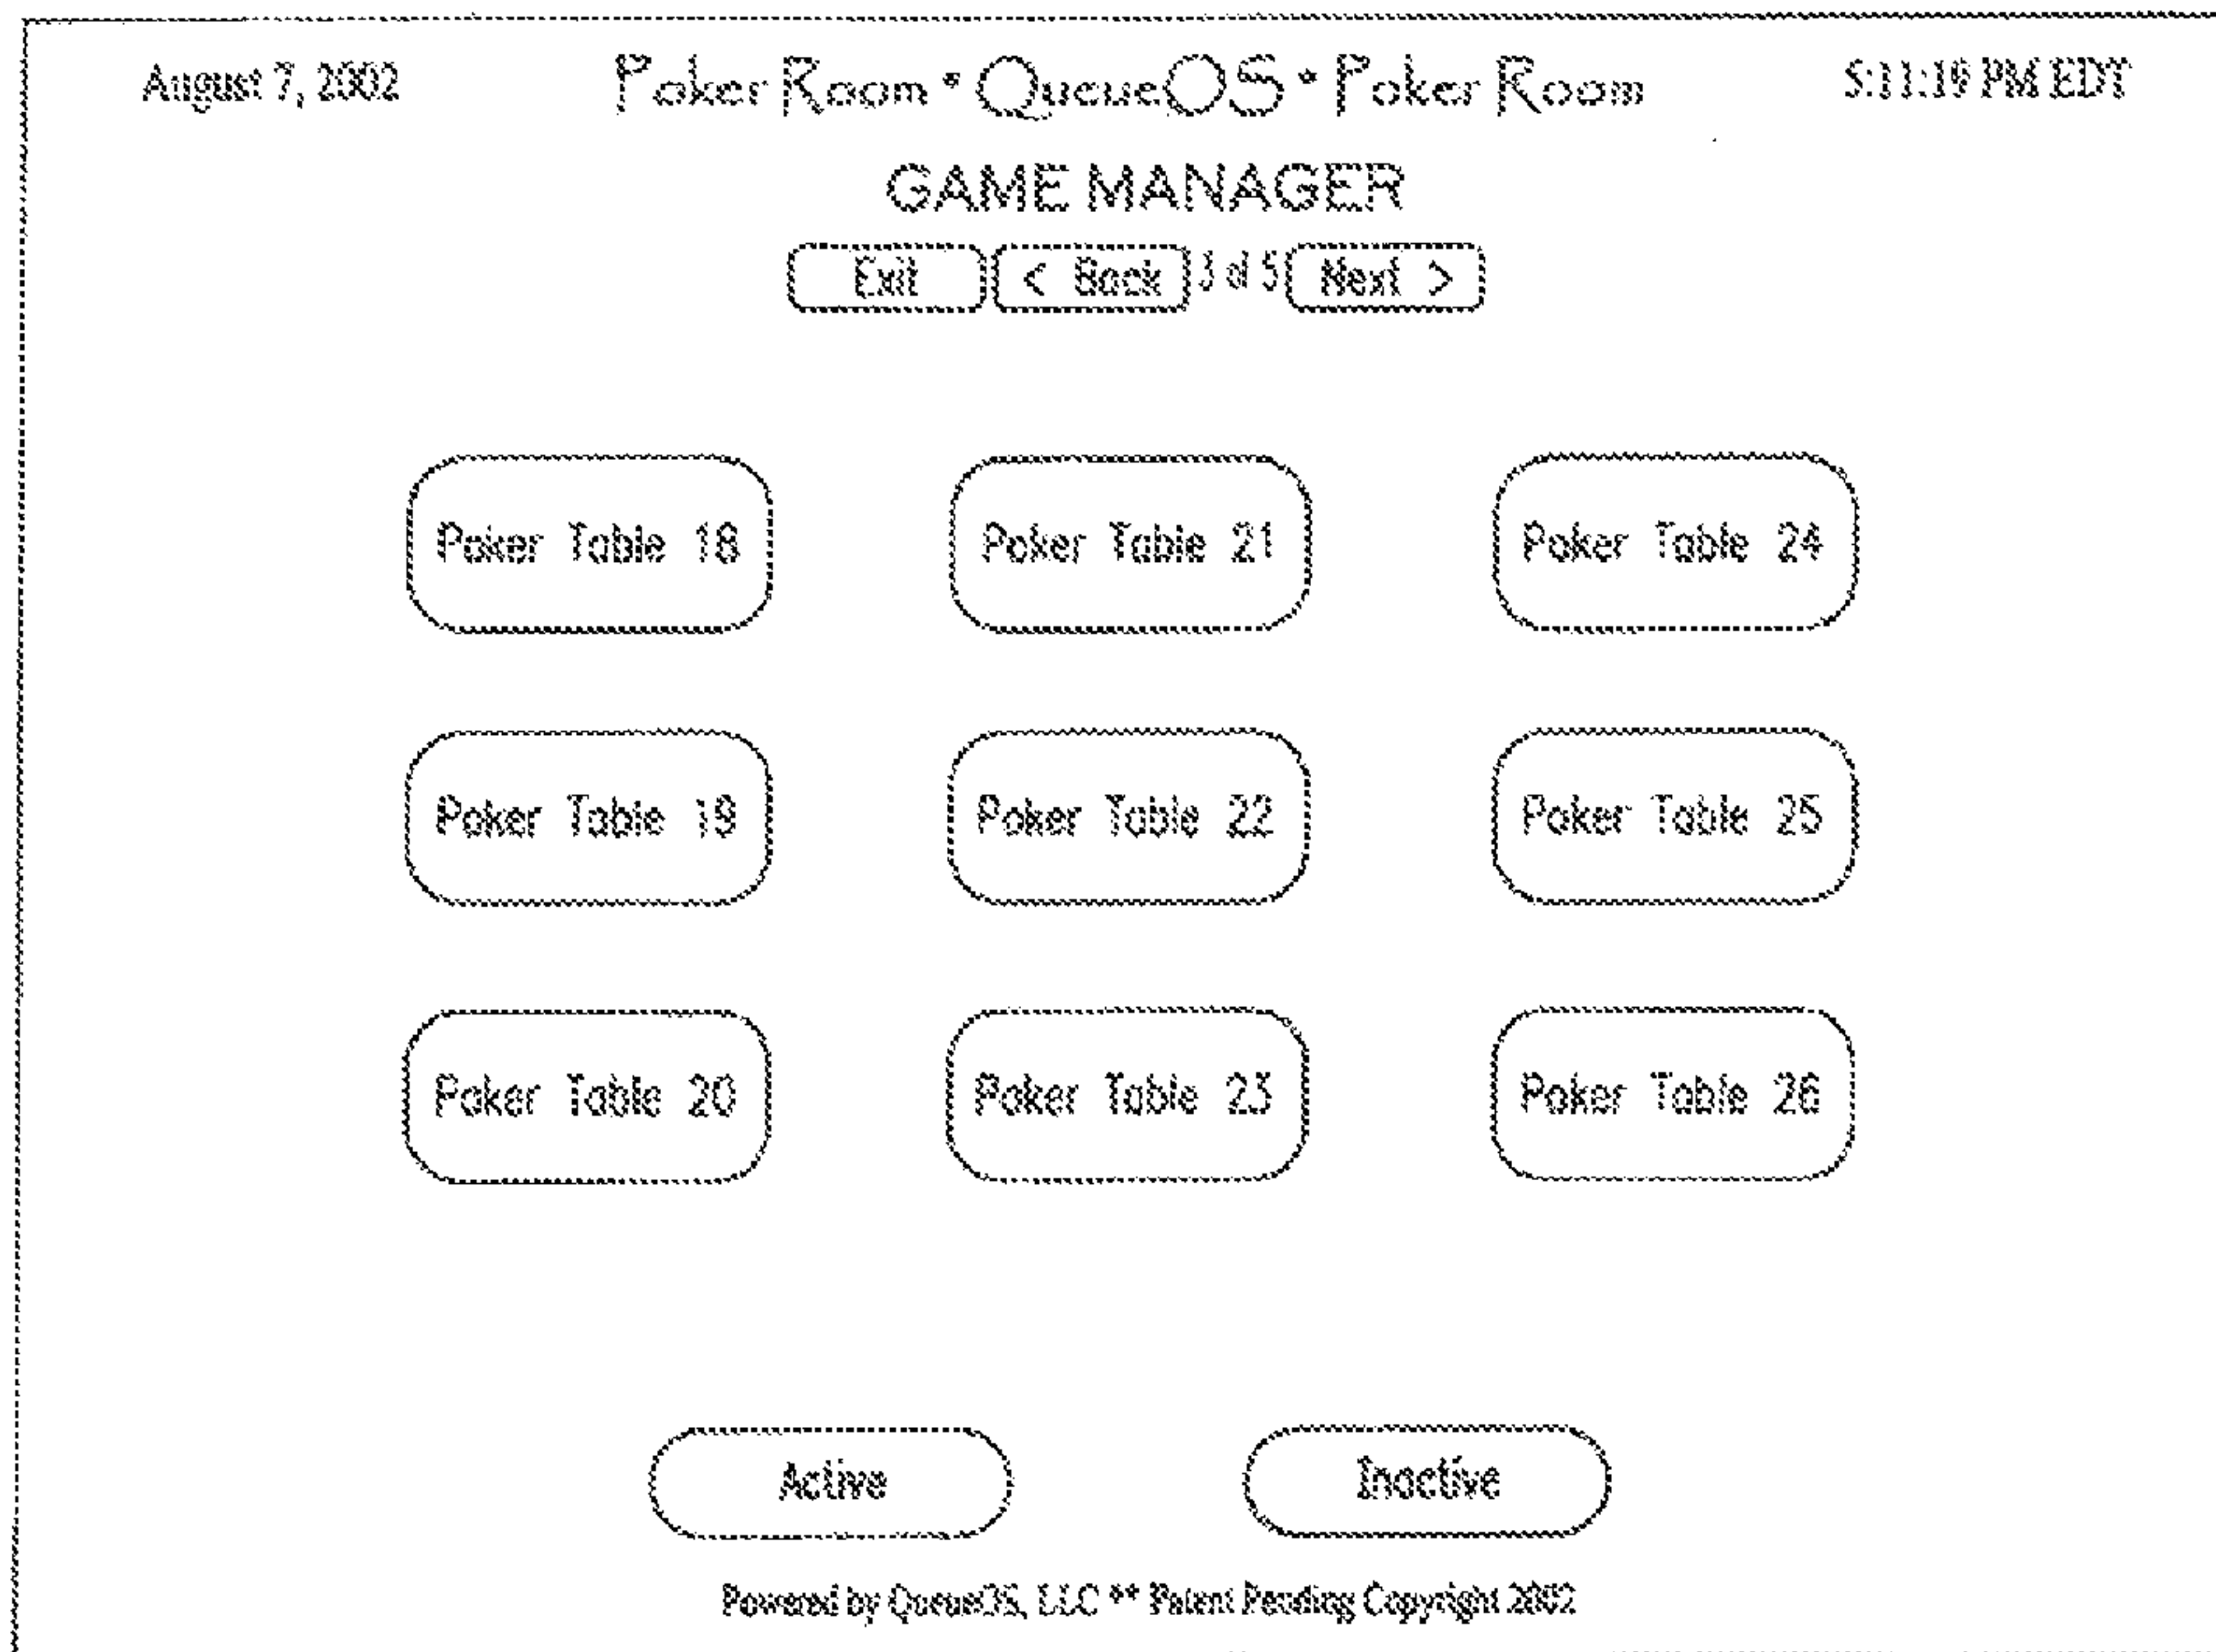 August 7, 2002 Poker Room * QueueOS * Poker Room 5:11:19 PM EDT
GAME MANAGER
Exit < Back 3 of 5 Next >
Poker Table 18 Poker Table 21 Poker Table 24
Poker Table 19 Poker Table 22 Poker Table 25
Poker Table 20 Poker Table 23 Poker Table 26
Active Inactive
Powered by QueueOS, LLC ** Patent Pending Copyright 2002